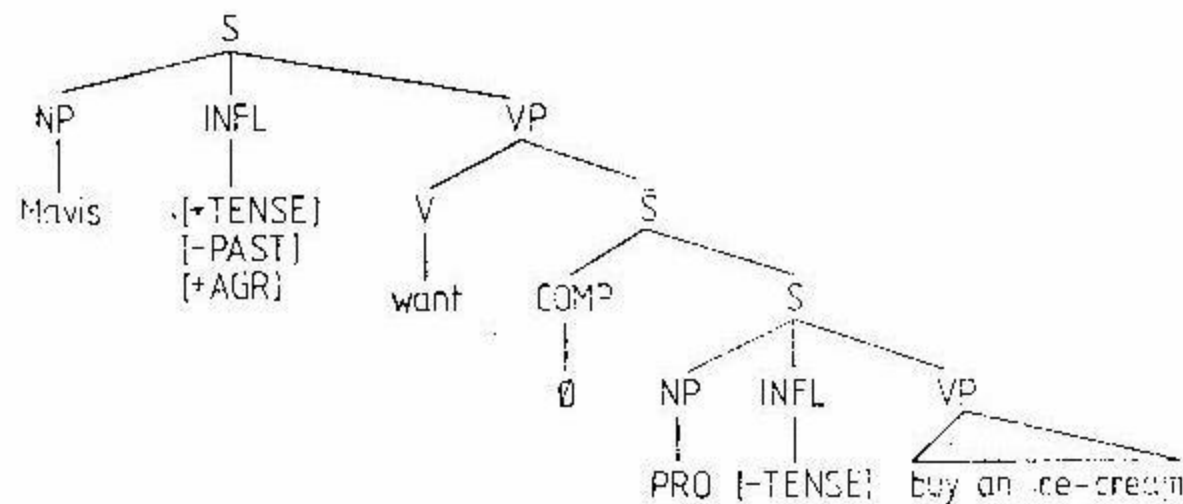 S
NP INFL VP
Mavis [+TENSE] V S
[-PAST]
[+AGR] want COMP S
Ø NP INFL VP
PRO [-TENSE] buy an ice-cream